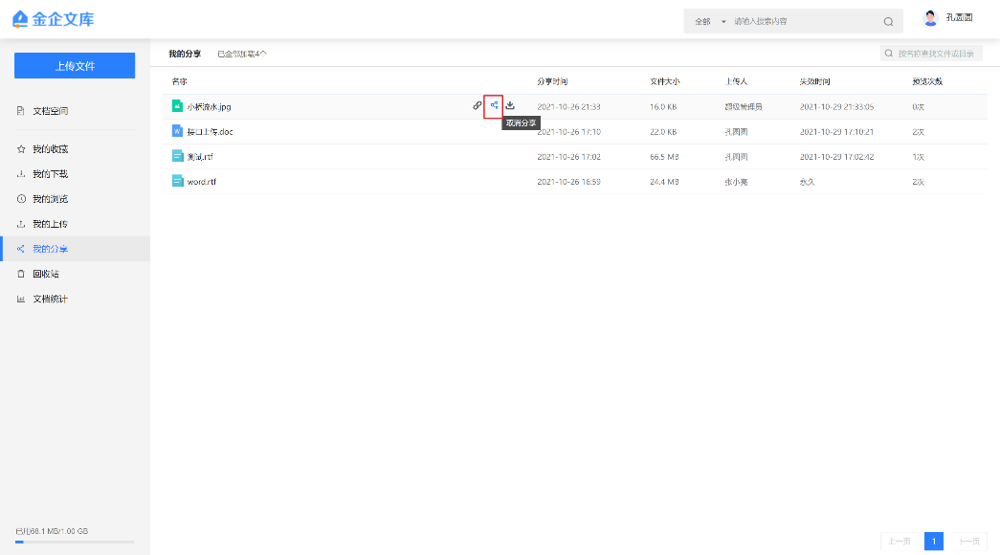 金企文库
全部 请输入搜索内容
孔圆圆
上传文件
文档空间
我的收藏
我的下载
我的浏览
我的上传
我的分享
回收站
文档统计
已用68.1 MB/1.00 GB
我的分享 已全部加载4个
按名称查找文件或目录
名称 分享时间 文件大小 上传人 失效时间 预览次数
小桥流水.jpg 2021-10-26 21:33 16.0 KB 超级管理员 2021-10-29 21:33:05 0次
取消分享
接口上传.doc 2021-10-26 17:10 22.0 KB 孔圆圆 2021-10-29 17:10:21 2次
测试.rtf 2021-10-26 17:02 66.5 MB 孔圆圆 2021-10-29 17:02:42 1次
word.rtf 2021-10-26 16:59 24.4 MB 张小亮 永久 2次
上一页 1 下一页